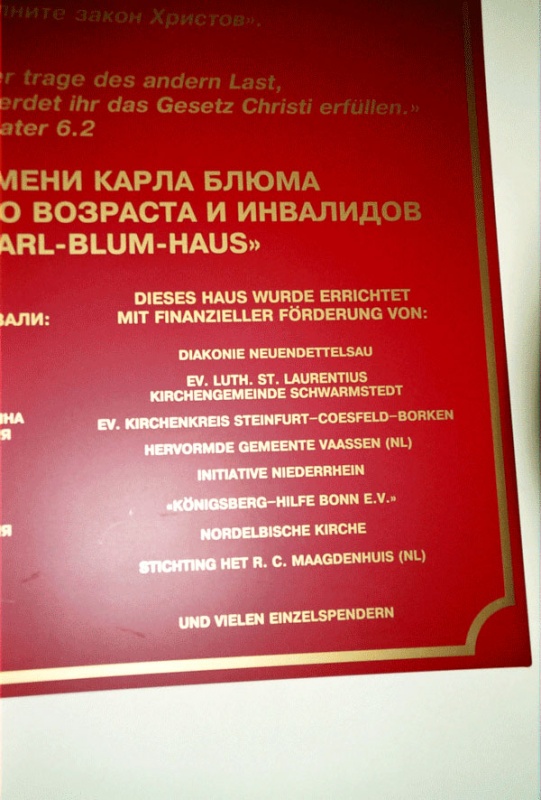 лните закон Христов».
er trage des andern Last,
erdet ihr das Gesetz Christi erfüllen.»
ater 6.2
МЕНИ КАРЛА БЛЮМА
О ВОЗРАСТА И ИНВАЛИДОВ
ARL-BLUM-HAUS»
ВАЛИ:
НА
Я
Я
DIESES HAUS WURDE ERRICHTET
MIT FINANZIELLER FÖRDERUNG VON:
DIAKONIE NEUENDETTELSAU
EV. LUTH. ST. LAURENTIUS
KIRCHENGEMEINDE SCHWARMSTEDT
EV. KIRCHENKREIS STEINFURT–COESFELD–BORKEN
HERVORMDE GEMEENTE VAASSEN (NL)
INITIATIVE NIEDERRHEIN
«KÖNIGSBERG–HILFE BONN E.V.»
NORDELBISCHE KIRCHE
STICHTING HET R. C. MAAGDENHUIS (NL)
UND VIELEN EINZELSPENDERN